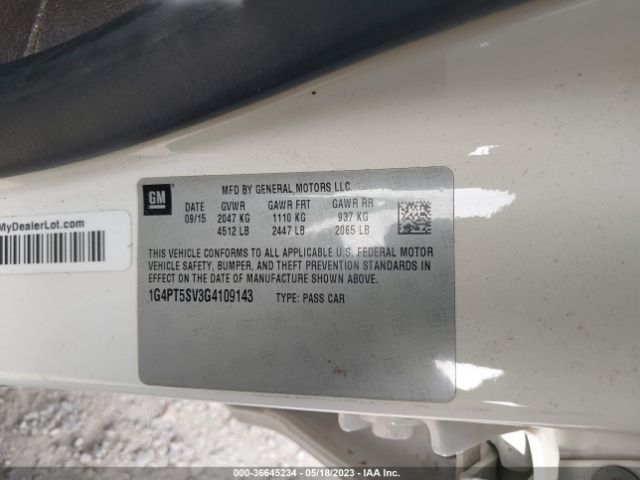 GM
MFD BY GENERAL MOTORS LLC
DATE GVWR GAWR FRT GAWR RR
09/15 2047 KG 1110 KG 937 KG
4512 LB 2447 LB 2065 LB
MyDealerLot.com
THIS VEHICLE CONFORMS TO ALL APPLICABLE U.S. FEDERAL MOTOR
VEHICLE SAFETY, BUMPER, AND THEFT PREVENTION STANDARDS IN
EFFECT ON THE DATE OF MANUFACTURE SHOWN ABOVE.
1G4PT5SV3G4109143 TYPE: PASS CAR
000-36645234 - 05/18/2023 - IAA Inc.